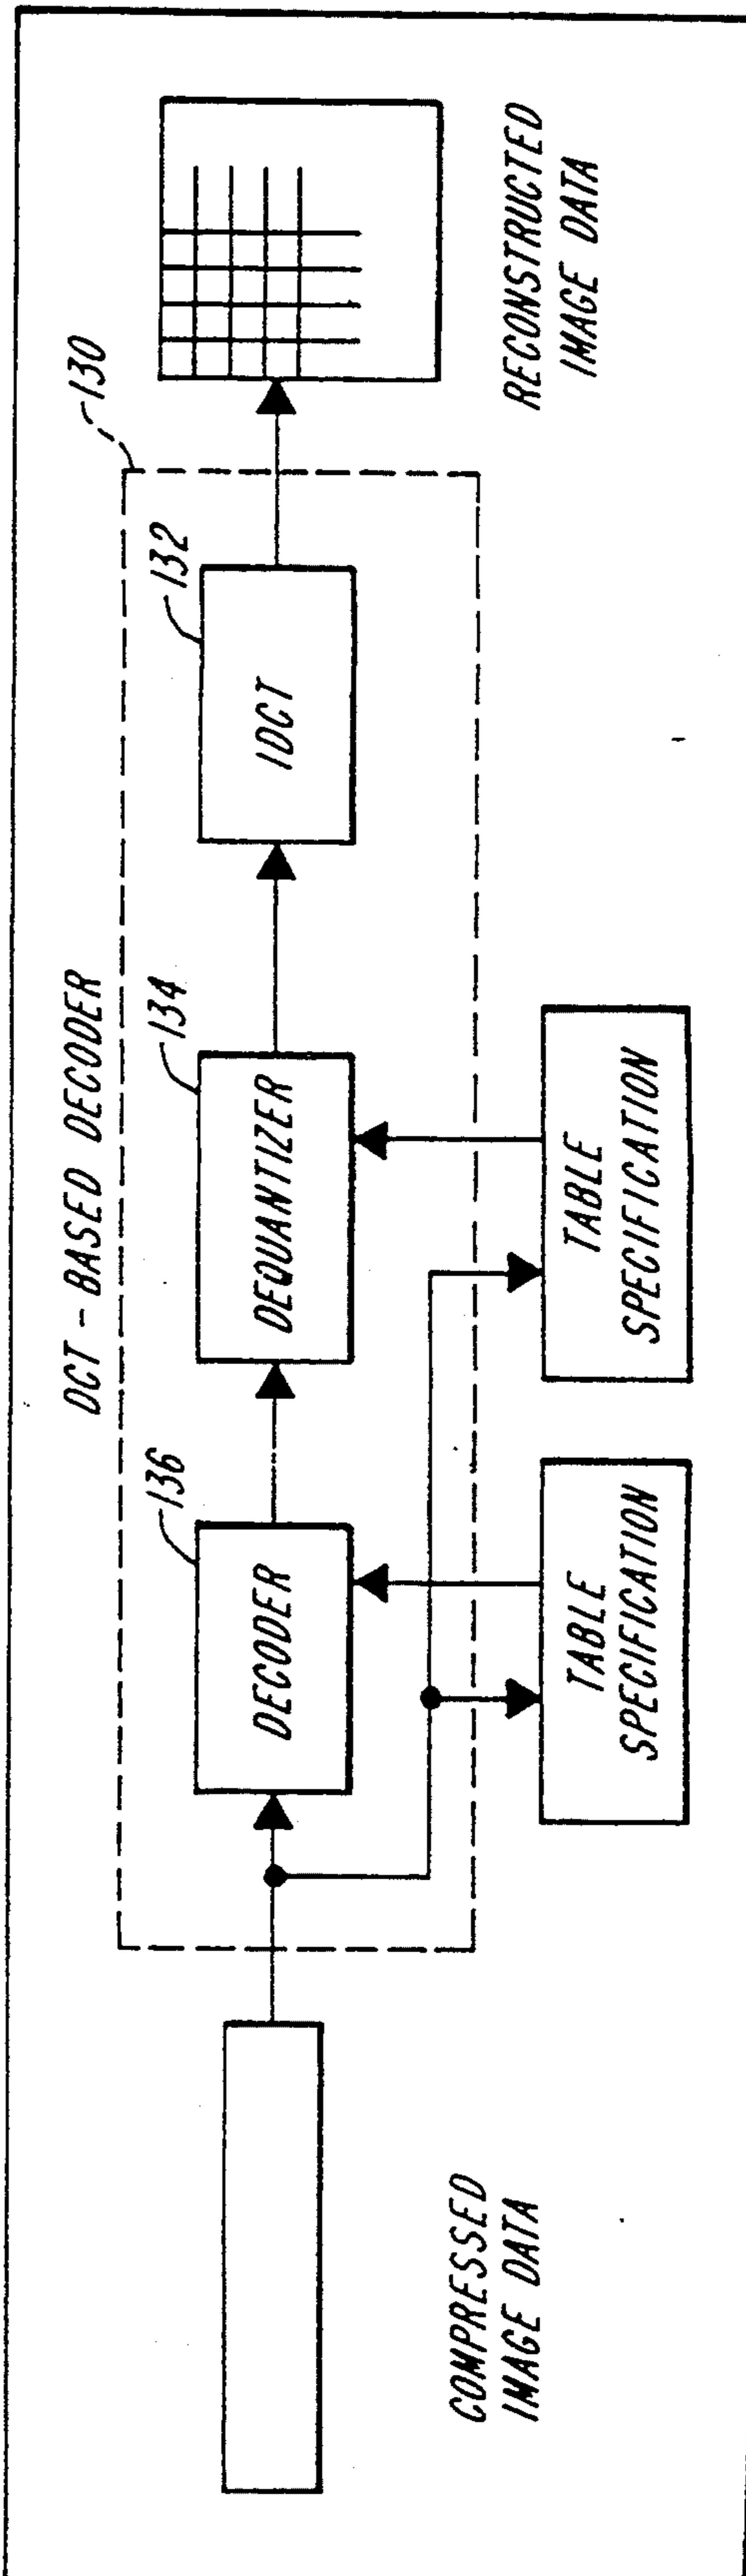 DCT - BASED DECODER
130
136
134
132
DECODER
DEQUANTIZER
IDCT
COMPRESSED
IMAGE DATA
TABLE
SPECIFICATION
TABLE
SPECIFICATION
RECONSTRUCTED
IMAGE DATA